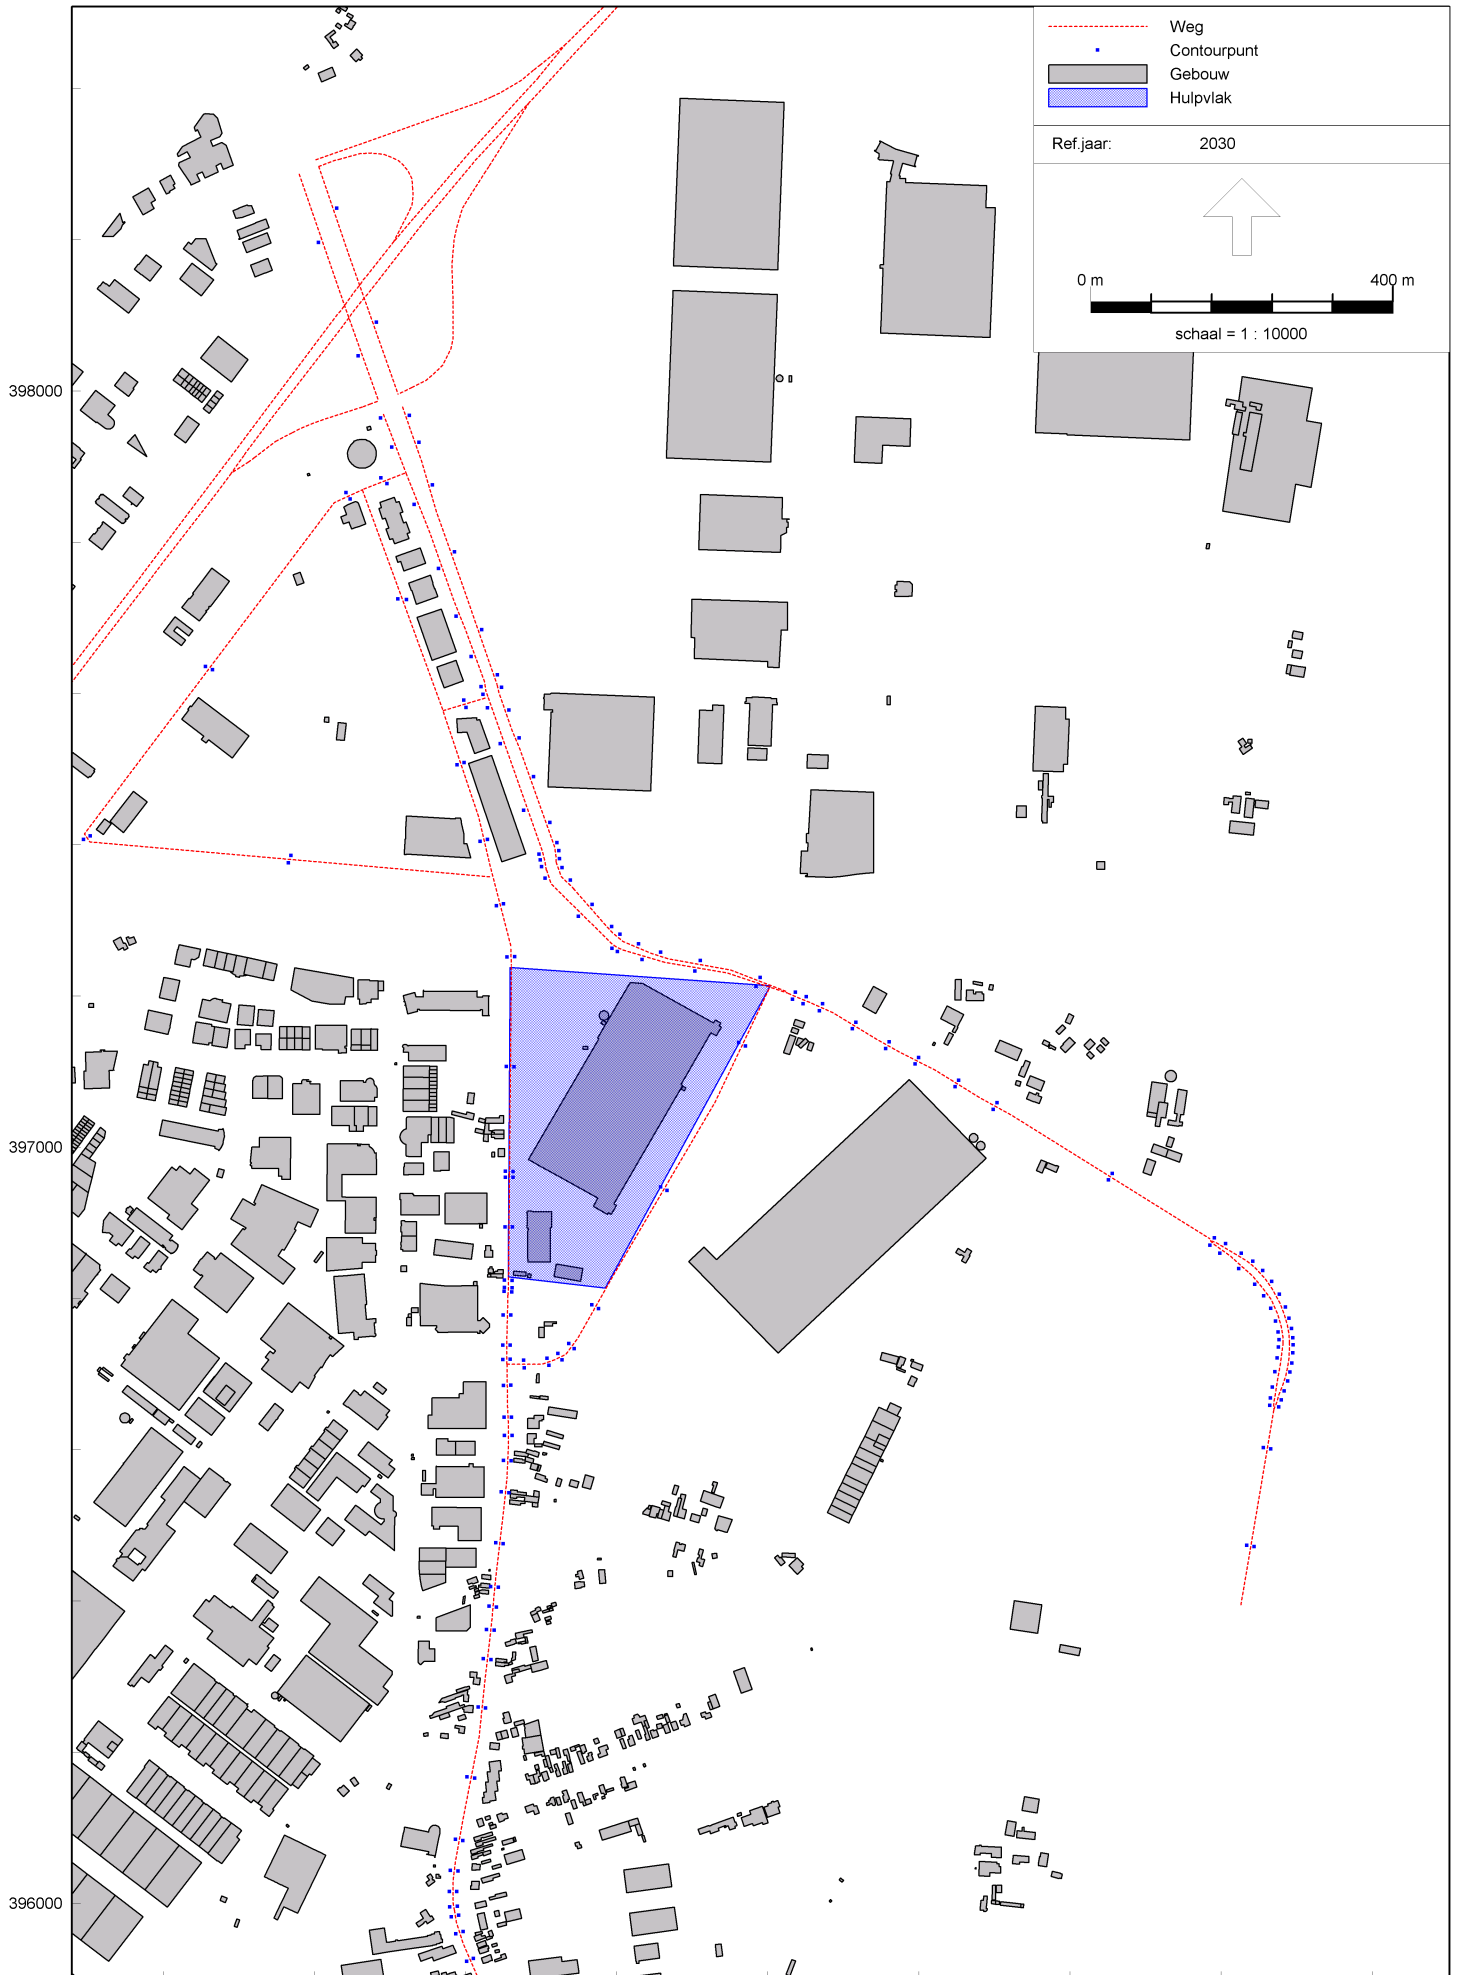 Weg
Contourpunt
Gebouw
Hulpvlak
Ref.jaar: 2030
0 m 400 m
schaal = 1 : 10000
398000
397000
396000